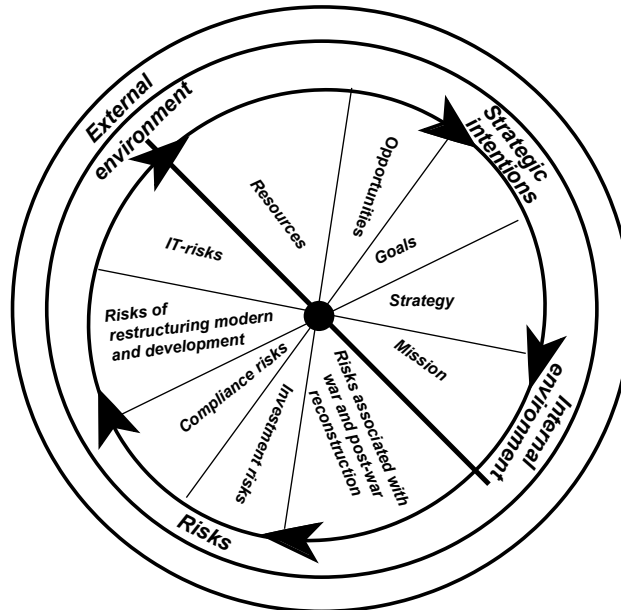 External
environment
Strategic
intentions
Opportunities
Resources
Goals
IT-risks
Strategy
Risks of
restructuring modern
and development
Mission
Compliance risks
Investment risks
Risks associated with
war and post-war
reconstruction
Internal
environment
Risks